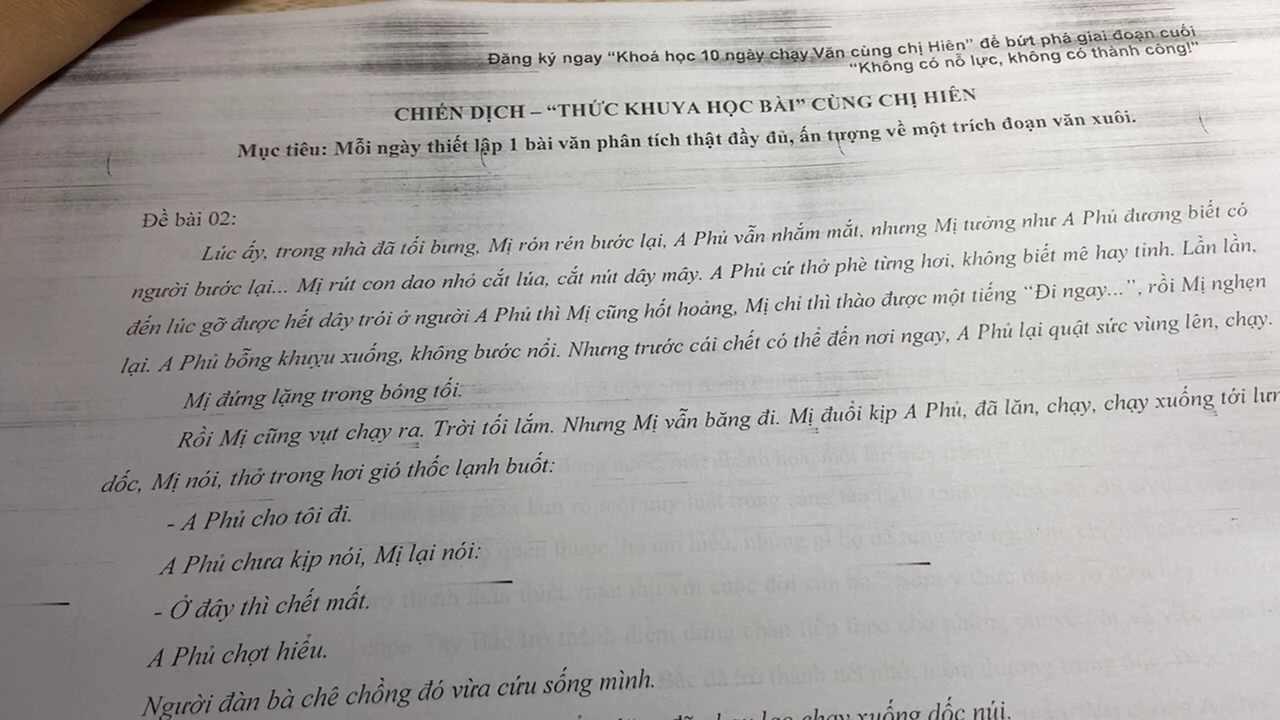 Đăng ký ngay “Khoá học 10 ngày chạy Văn cùng chị Hiên” để bứt phá giai đoạn cuối
“Không có nỗ lực, không có thành công!”
CHIẾN DỊCH – “THỨC KHUYA HỌC BÀI” CÙNG CHỊ HIÊN
Mục tiêu: Mỗi ngày thiết lập 1 bài văn phân tích thật đầy đủ, ấn tượng về một trích đoạn văn xuôi.
Đề bài 02:
Lúc ấy, trong nhà đã tối bưng, Mị rón rén bước lại, A Phủ vẫn nhắm mắt, nhưng Mị tưởng như A Phủ đương biết có
người bước lại... Mị rút con dao nhỏ cắt lúa, cắt nút dây mây. A Phủ cứ thở phè từng hơi, không biết mê hay tỉnh. Lần lần,
đến lúc gỡ được hết dây trói ở người A Phủ thì Mị cũng hốt hoảng, Mị chỉ thì thào được một tiếng “Đi ngay...”, rồi Mị nghẹn
lại. A Phủ bỗng khuỵu xuống, không bước nổi. Nhưng trước cái chết có thể đến nơi ngay, A Phủ lại quật sức vùng lên, chạy.
Mị đứng lặng trong bóng tối.
Rồi Mị cũng vụt chạy ra. Trời tối lắm. Nhưng Mị vẫn băng đi. Mị đuổi kịp A Phủ, đã lăn, chạy, chạy xuống tới lưn
dốc, Mị nói, thở trong hơi gió thốc lạnh buốt:
- A Phủ cho tôi đi.
A Phủ chưa kịp nói, Mị lại nói:
- Ở đây thì chết mất.
A Phủ chợt hiểu.
Người đàn bà chê chồng đó vừa cứu sống mình.
chạy xuống dốc núi.